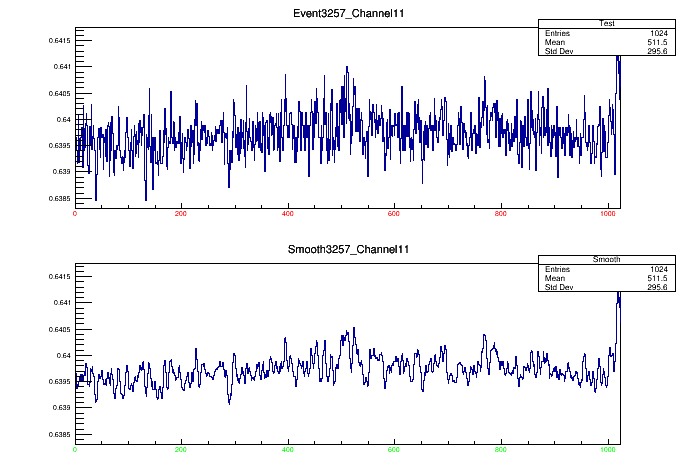 Event3257_Channel11
Test
Entries 1024
Mean 511.5
Std Dev 295.6
0.6415
0.641
0.6405
0.64
0.6395
0.639
0.6385
0 200 400 600 800 1000
Smooth3257_Channel11
Smooth
Entries 1024
Mean 511.5
Std Dev 295.6
0.6415
0.641
0.6405
0.64
0.6395
0.639
0.6385
0 200 400 600 800 1000